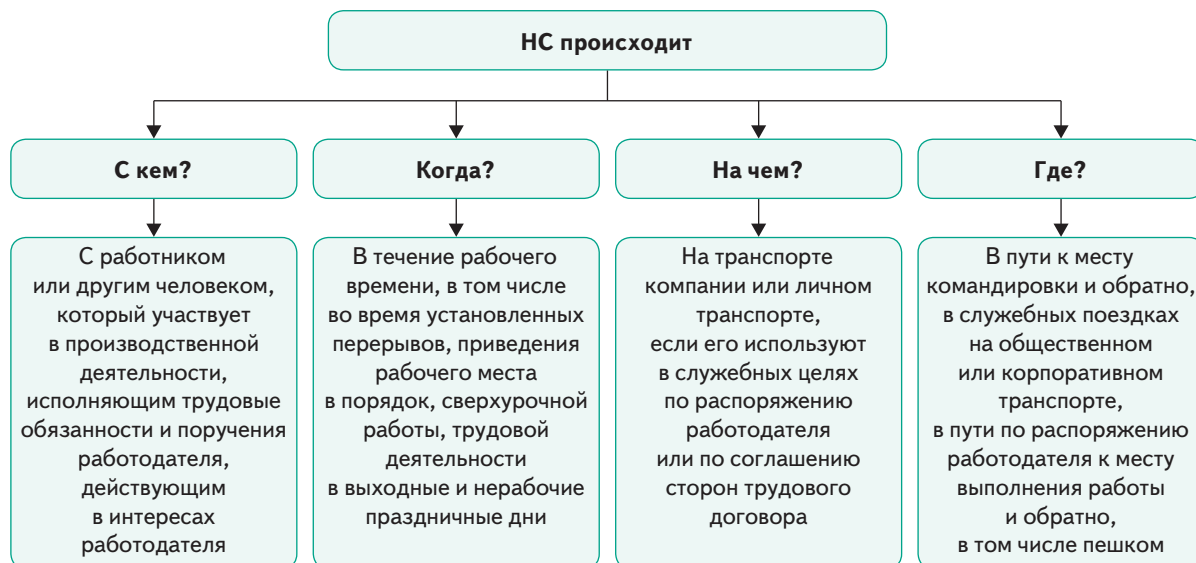 НС происходит
С кем?
С работником
или другим человеком,
который участвует
в производственной
деятельности,
исполняющим трудовые
обязанности и поручения
работодателя,
действующим
в интересах
работодателя
Когда?
В течение рабочего
времени, в том числе
во время установленных
перерывов, приведения
рабочего места
в порядок, сверхурочной
работы, трудовой
деятельности
в выходные и нерабочие
праздничные дни
На чем?
На транспорте
компании или личном
транспорте,
если его используют
в служебных целях
по распоряжению
работодателя
или по соглашению
сторон трудового
договора
Где?
В пути к месту
командировки и обратно,
в служебных поездках
на общественном
или корпоративном
транспорте,
в пути по распоряжению
работодателя к месту
выполнения работы
и обратно,
в том числе пешком